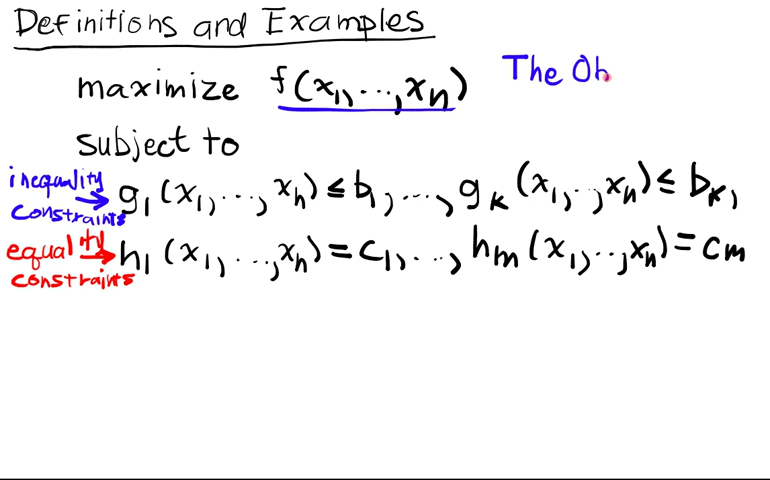 Definitions and Examples
maximize f(x₁,...,xₙ) The Ob
subject to
inequality constraints → g₁(x₁,...,xₙ) ≤ b₁,...,gₖ(x₁,...,xₙ) ≤ bₖ,
equality constraints → h₁(x₁,...,xₙ) = c₁,...,hₘ(x₁,...,xₙ) = cₘ